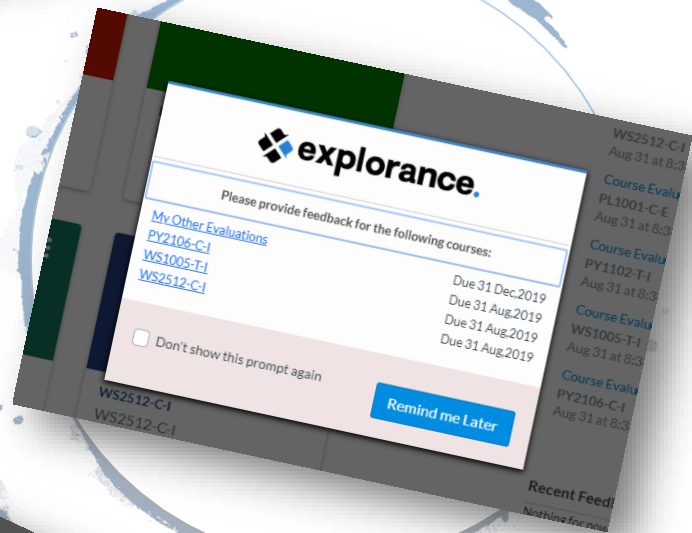 explorance.
Please provide feedback for the following courses:
My Other Evaluations Due 31 Dec,2019
PY2106-C-I Due 31 Aug,2019
WS1005-T-I Due 31 Aug,2019
WS2512-C-I Due 31 Aug,2019
Don't show this prompt again
Remind me Later
WS2512-C-I
WS2512-C-I
WS2512-C-I
Aug 31 at 8:3
Course Evalu
PL1001-C-E
Aug 31 at 8:3
Course Evalu
PY1102-T-I
Aug 31 at 8:3
Course Evalu
WS1005-T-I
Aug 31 at 8:3
Course Evalu
PY2106-C-I
Aug 31 at 8:3
Recent Feed
Nothing for now